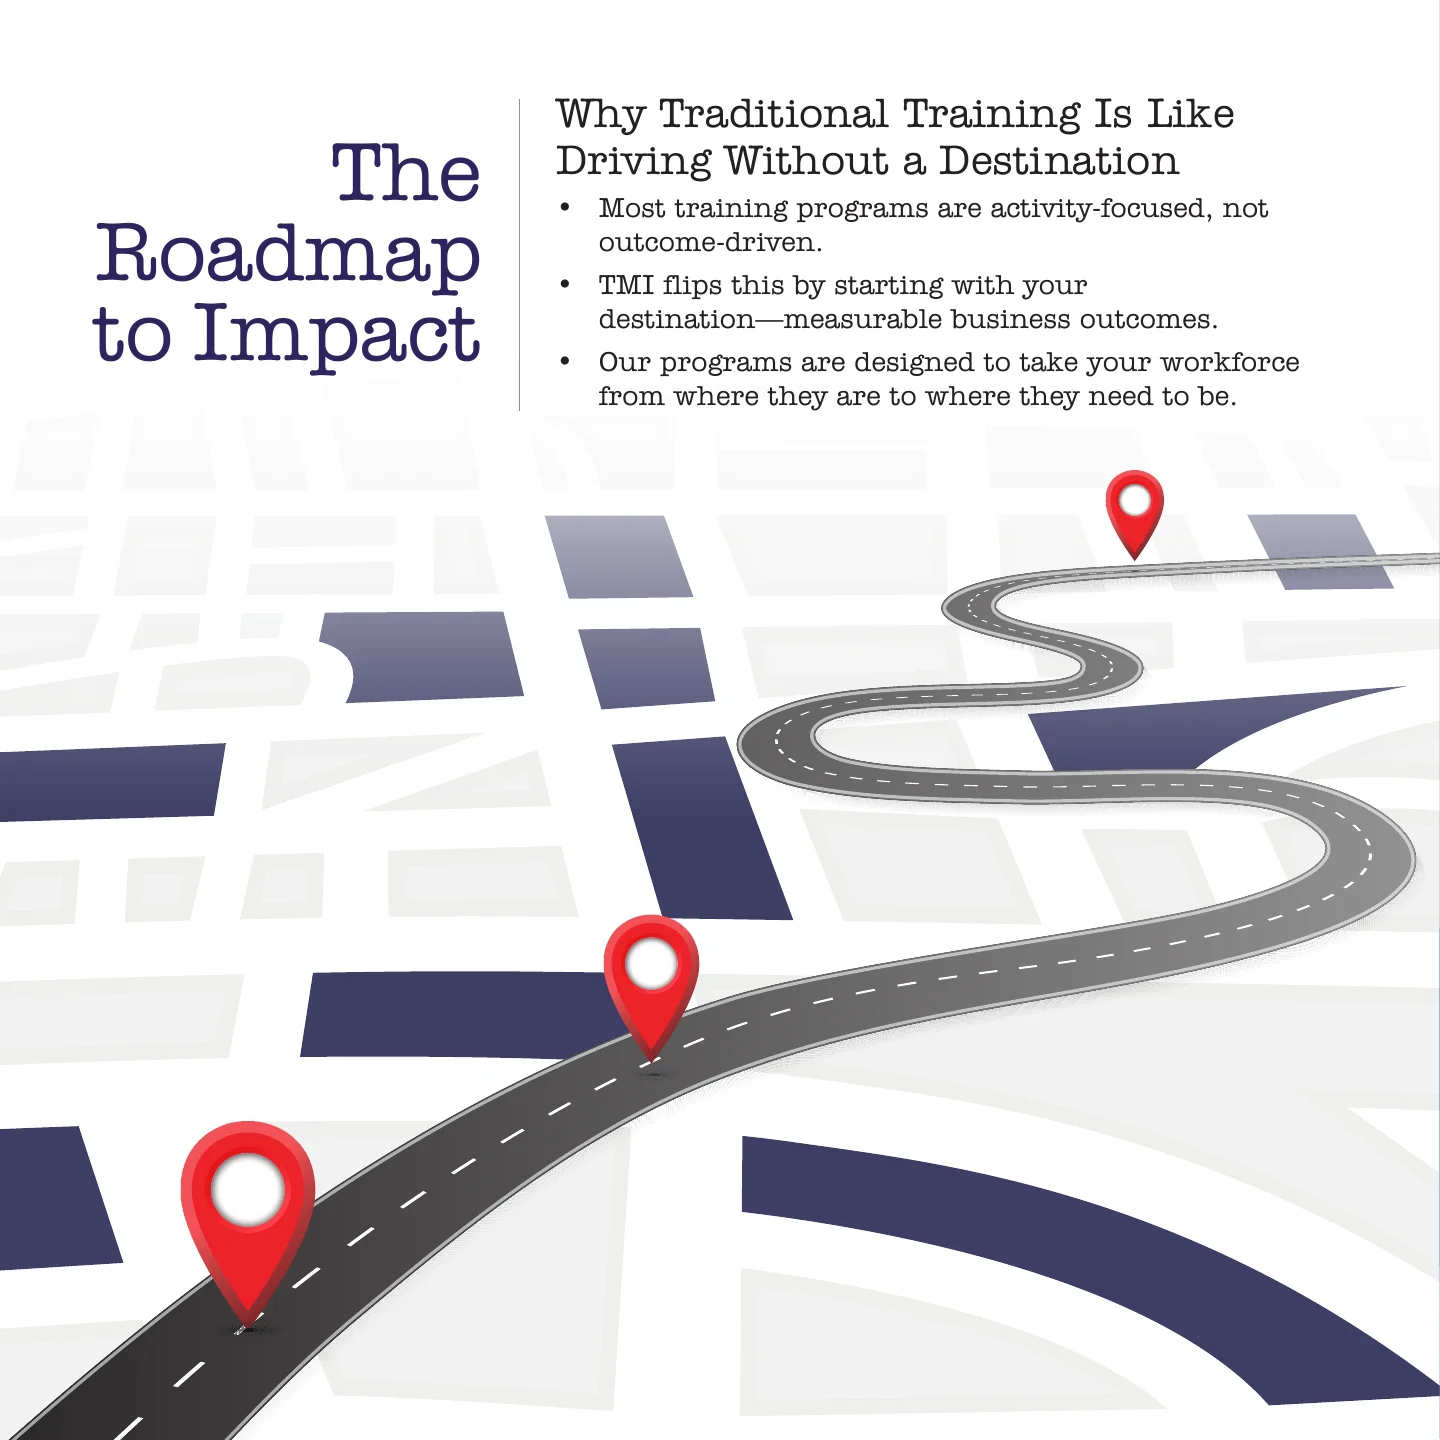 The
Roadmap
to Impact
Why Traditional Training Is Like
Driving Without a Destination
• Most training programs are activity-focused, not
outcome-driven.
• TMI flips this by starting with your
destination—measurable business outcomes.
• Our programs are designed to take your workforce
from where they are to where they need to be.